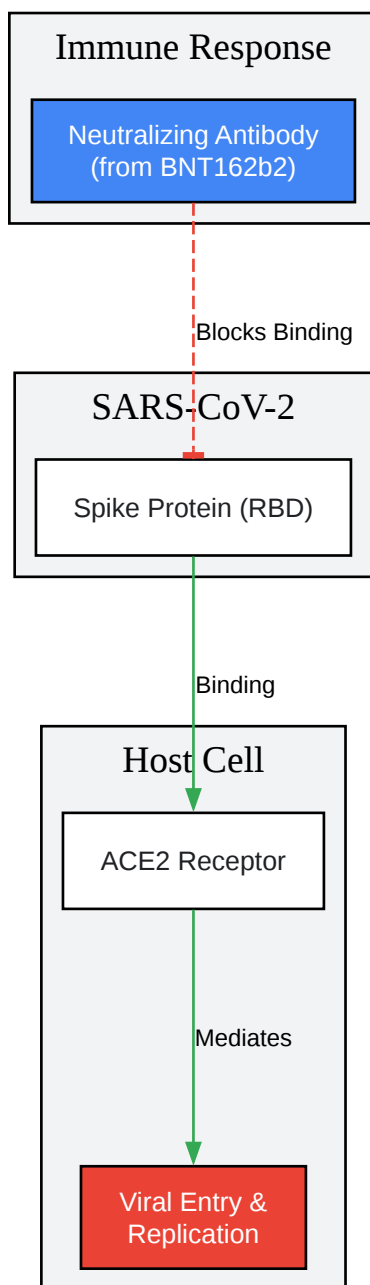 Immune Response
Neutralizing Antibody
(from BNT162b2)
Blocks Binding
SARS-CoV-2
Spike Protein (RBD)
Binding
Host Cell
ACE2 Receptor
Mediates
Viral Entry &
Replication